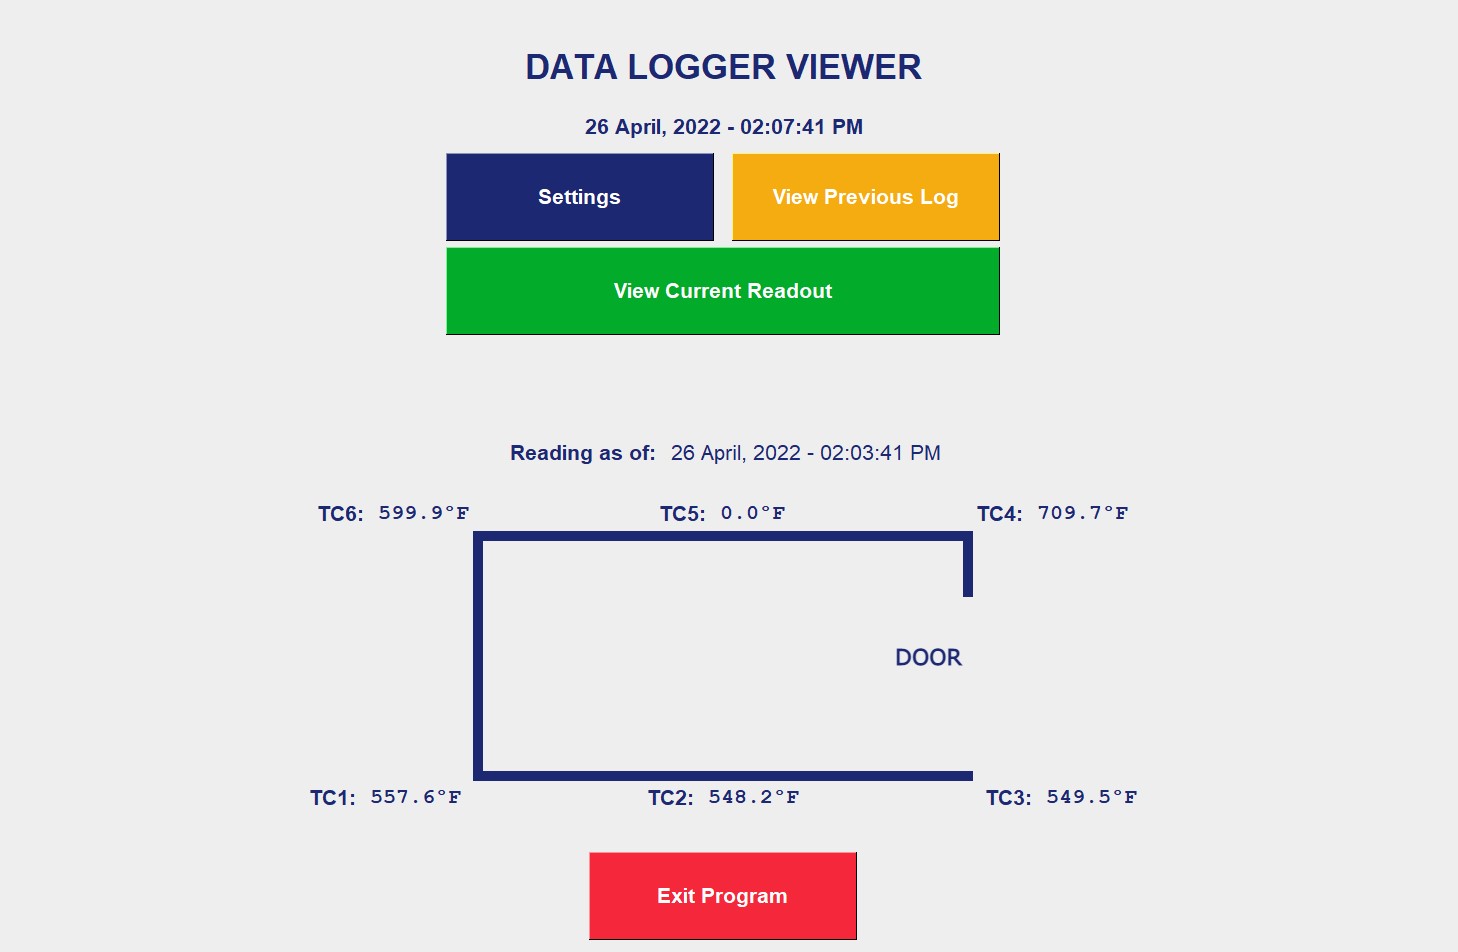 DATA LOGGER VIEWER
26 April, 2022 - 02:07:41 PM
Settings
View Previous Log
View Current Readout
Reading as of: 26 April, 2022 - 02:03:41 PM
TC6: 599.9°F
TC5: 0.0°F
TC4: 709.7°F
DOOR
TC1: 557.6°F
TC2: 548.2°F
TC3: 549.5°F
Exit Program